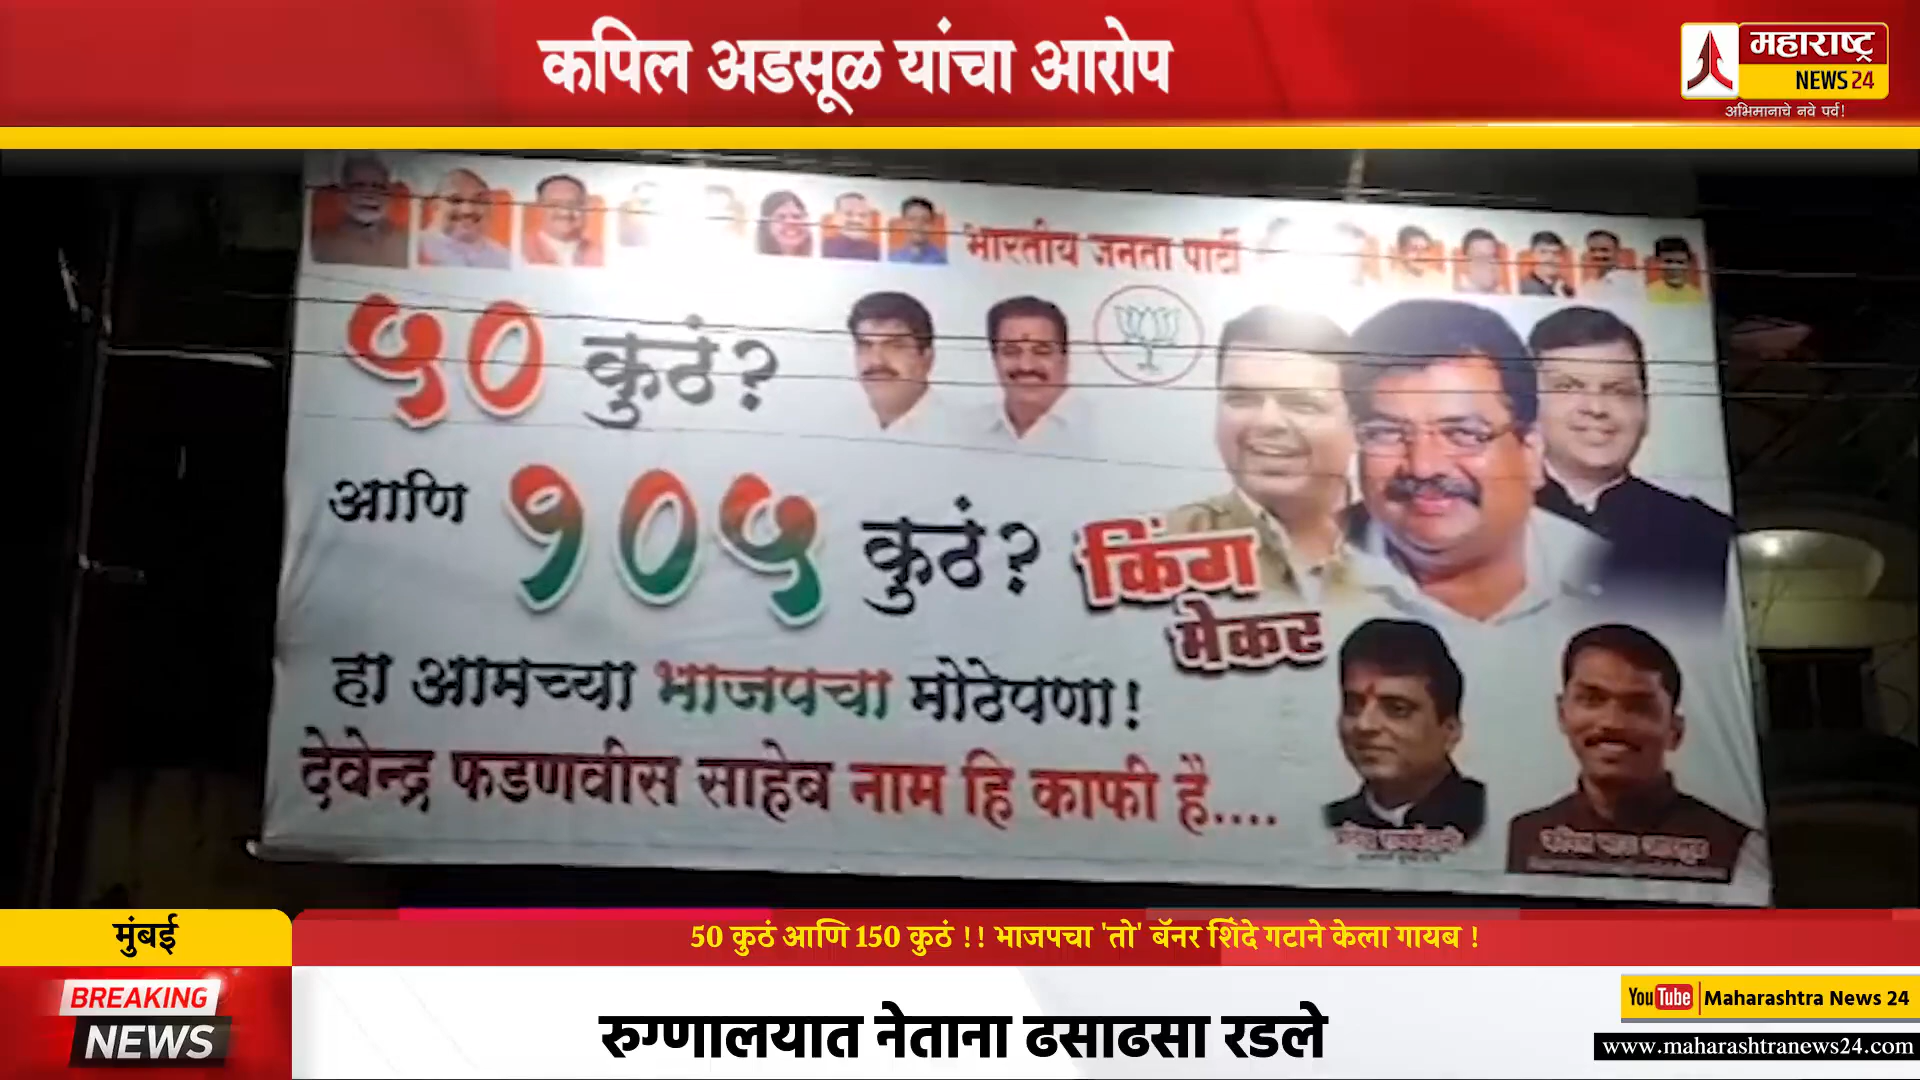 कपिल अडसूळ यांचा आरोप
महाराष्ट्र
NEWS 24
अभिमानाचे नवे पर्व!
भारतीय जनता पार्टी
५० कुठं?
आणि १०५ कुठं?
किंग
मेकर
हा आमच्या भाजपचा मोठेपणा!
देवेन्द्र फडणवीस साहेब नाम हि काफी है....
मुंबई
50 कुठं आणि 150 कुठं !! भाजपचा 'तो' बॅनर शिंदे गटाने केला गायब !
BREAKING
NEWS
रुग्णालयात नेताना ढसाढसा रडले
YouTube Maharashtra News 24
www.maharashtranews24.com